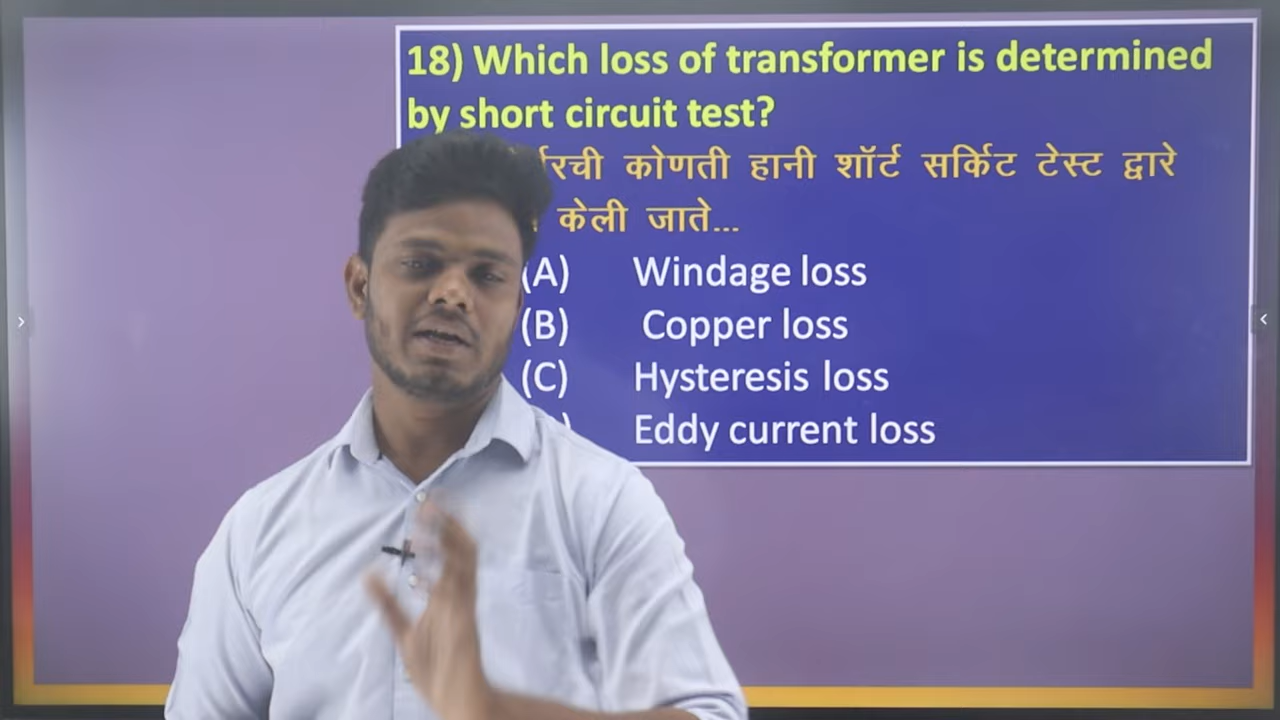 18) Which loss of transformer is determined
by short circuit test?
कोणती हानी शॉर्ट सर्किट टेस्ट द्वारे
केली जाते...
(A) Windage loss
(B) Copper loss
(C) Hysteresis loss
Eddy current loss